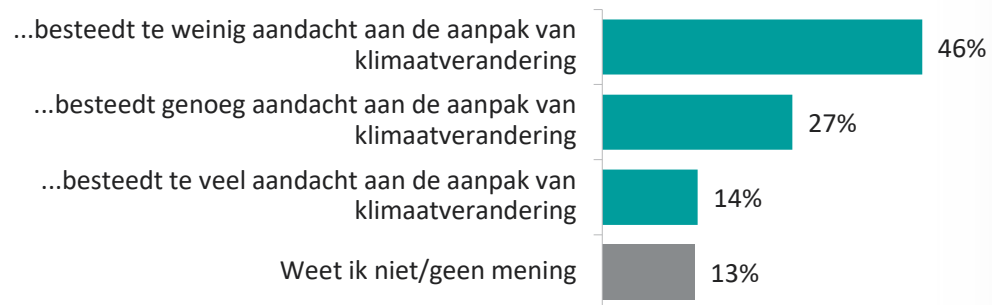 ...besteedt te weinig aandacht aan de aanpak van
klimaatverandering
46%
...besteedt genoeg aandacht aan de aanpak van
klimaatverandering
27%
...besteedt te veel aandacht aan de aanpak van
klimaatverandering
14%
Weet ik niet/geen mening
13%